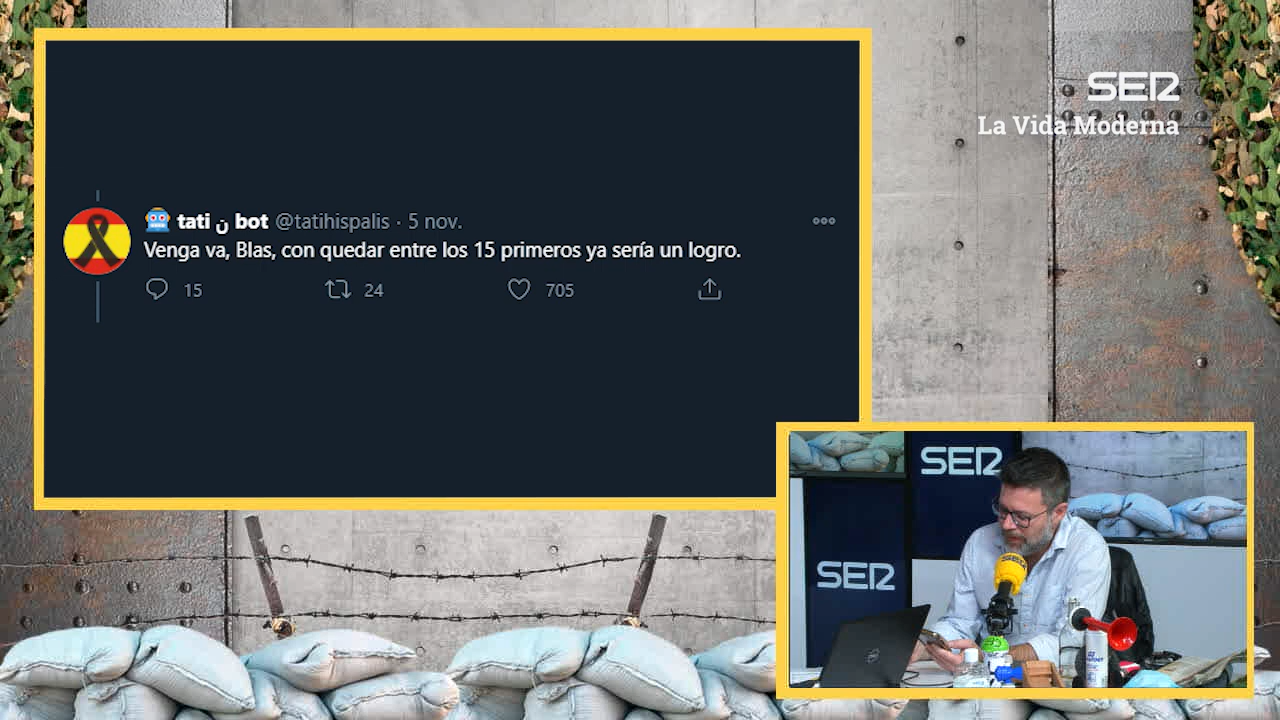 SER
La Vida Moderna
tati ن bot @tatihispalis · 5 nov.
Venga va, Blas, con quedar entre los 15 primeros ya sería un logro.
15 24 705
SER
SER